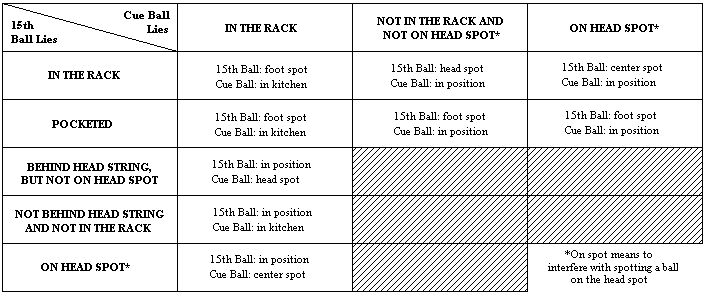 Cue Ball
Lies
15th
Ball Lies
IN THE RACK
NOT IN THE RACK AND
NOT ON HEAD SPOT*
ON HEAD SPOT*
IN THE RACK
15th Ball: foot spot
Cue Ball: in kitchen
15th Ball: head spot
Cue Ball: in position
15th Ball: center spot
Cue Ball: in position
POCKETED
15th Ball: foot spot
Cue Ball: in kitchen
15th Ball: foot spot
Cue Ball: in position
15th Ball: foot spot
Cue Ball: in position
BEHIND HEAD STRING,
BUT NOT ON HEAD SPOT
15th Ball: in position
Cue Ball: head spot
NOT BEHIND HEAD STRING
AND NOT IN THE RACK
15th Ball: in position
Cue Ball: in kitchen
ON HEAD SPOT*
15th Ball: in position
Cue Ball: center spot
*On spot means to
interfere with spotting a ball
on the head spot